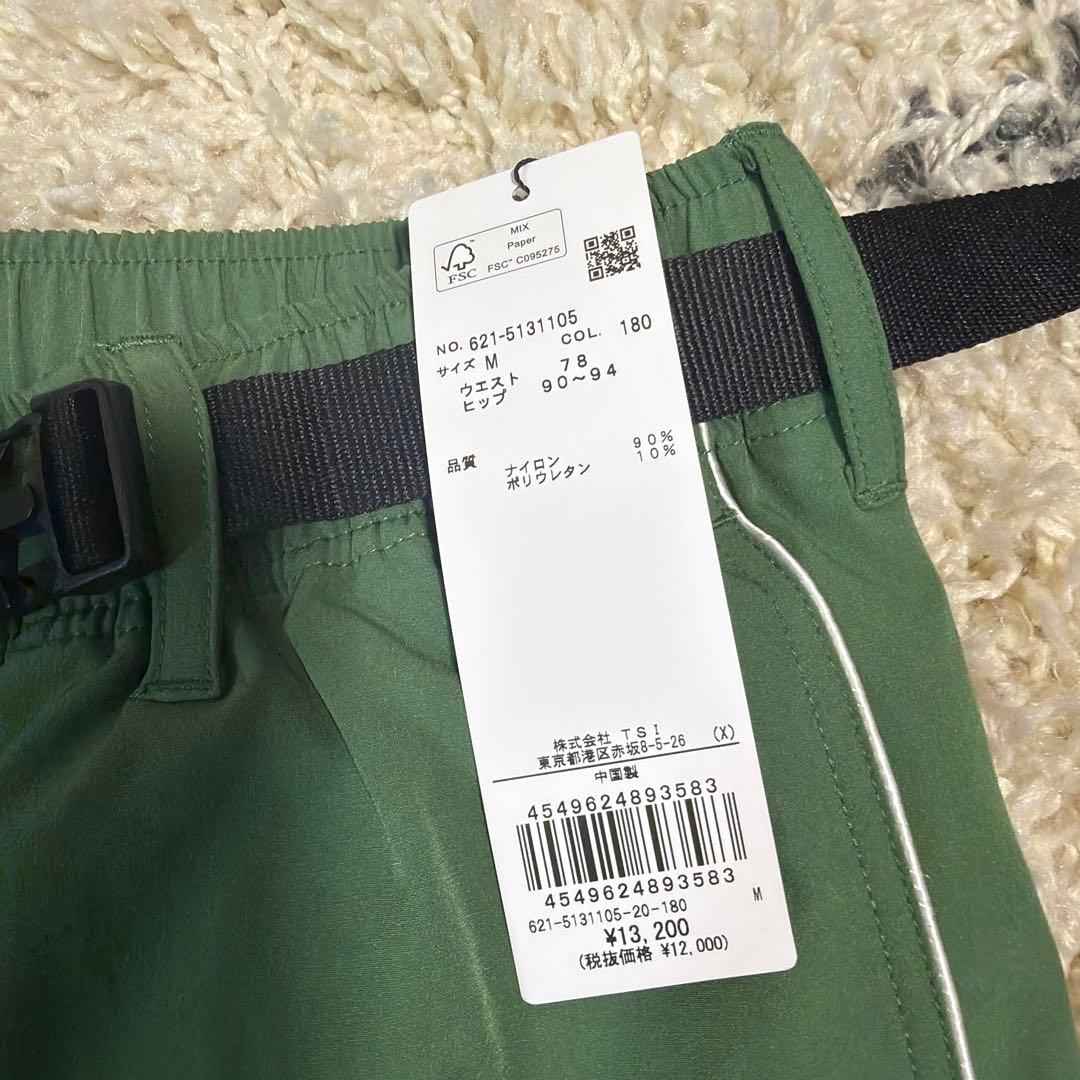 MIX
Paper
FSC™ C095275
FSC
NO. 621-5131105
サイズ M COL. 180
ウエスト 78
ヒップ 90~94
品質 ナイロン 90%
ポリウレタン 10%
株式会社 TSI
東京都港区赤坂8-5-26 (X)
中国製
4549624893583
4549624893583
621-5131105-20-180 M
¥13,200
(税抜価格 ¥12,000)